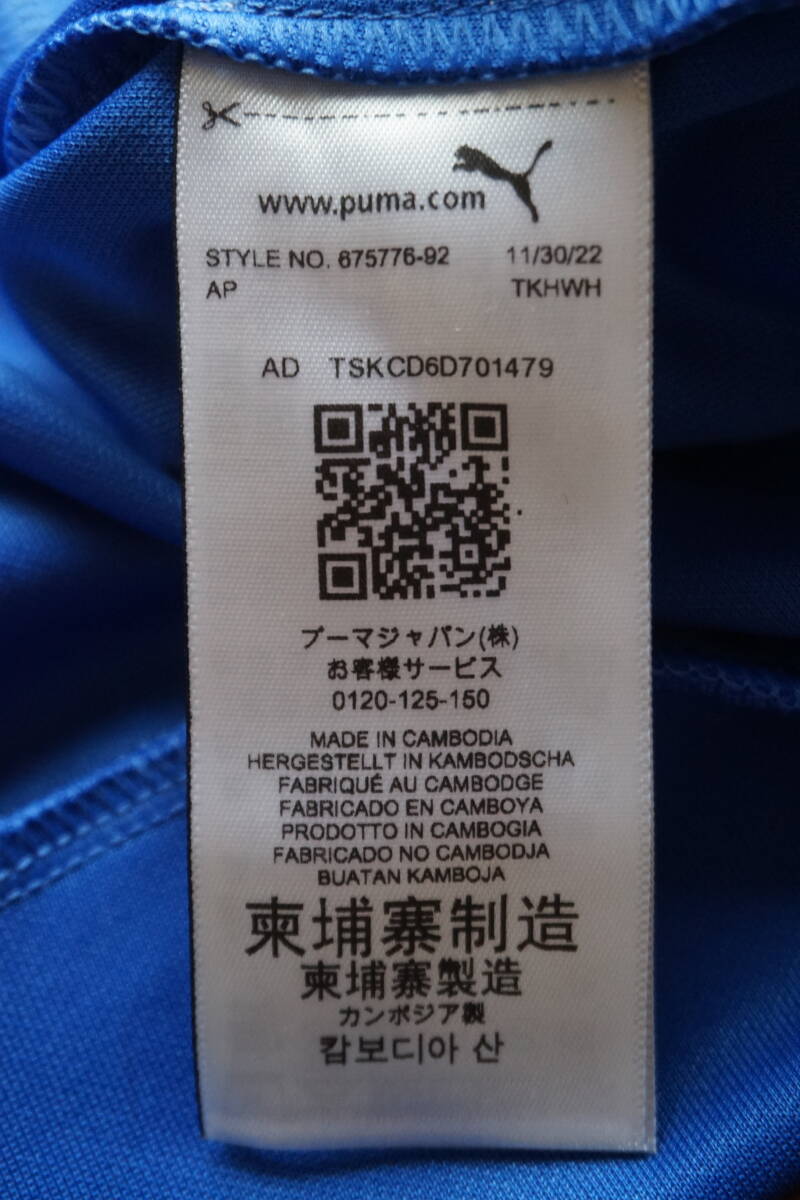 www.puma.com
STYLE NO. 675776-92 11/30/22
AP TKHWH
AD TSKCD6D701479
プーマジャパン(株)
お客様サービス
0120-125-150
MADE IN CAMBODIA
HERGESTELLT IN KAMBODSCHA
FABRIQUÉ AU CAMBODGE
FABRICADO EN CAMBOYA
PRODOTTO IN CAMBOGIA
FABRICADO NO CAMBODJA
BUATAN KAMBOJA
柬埔寨制造
柬埔寨製造
カンボジア製
캄보디아 산